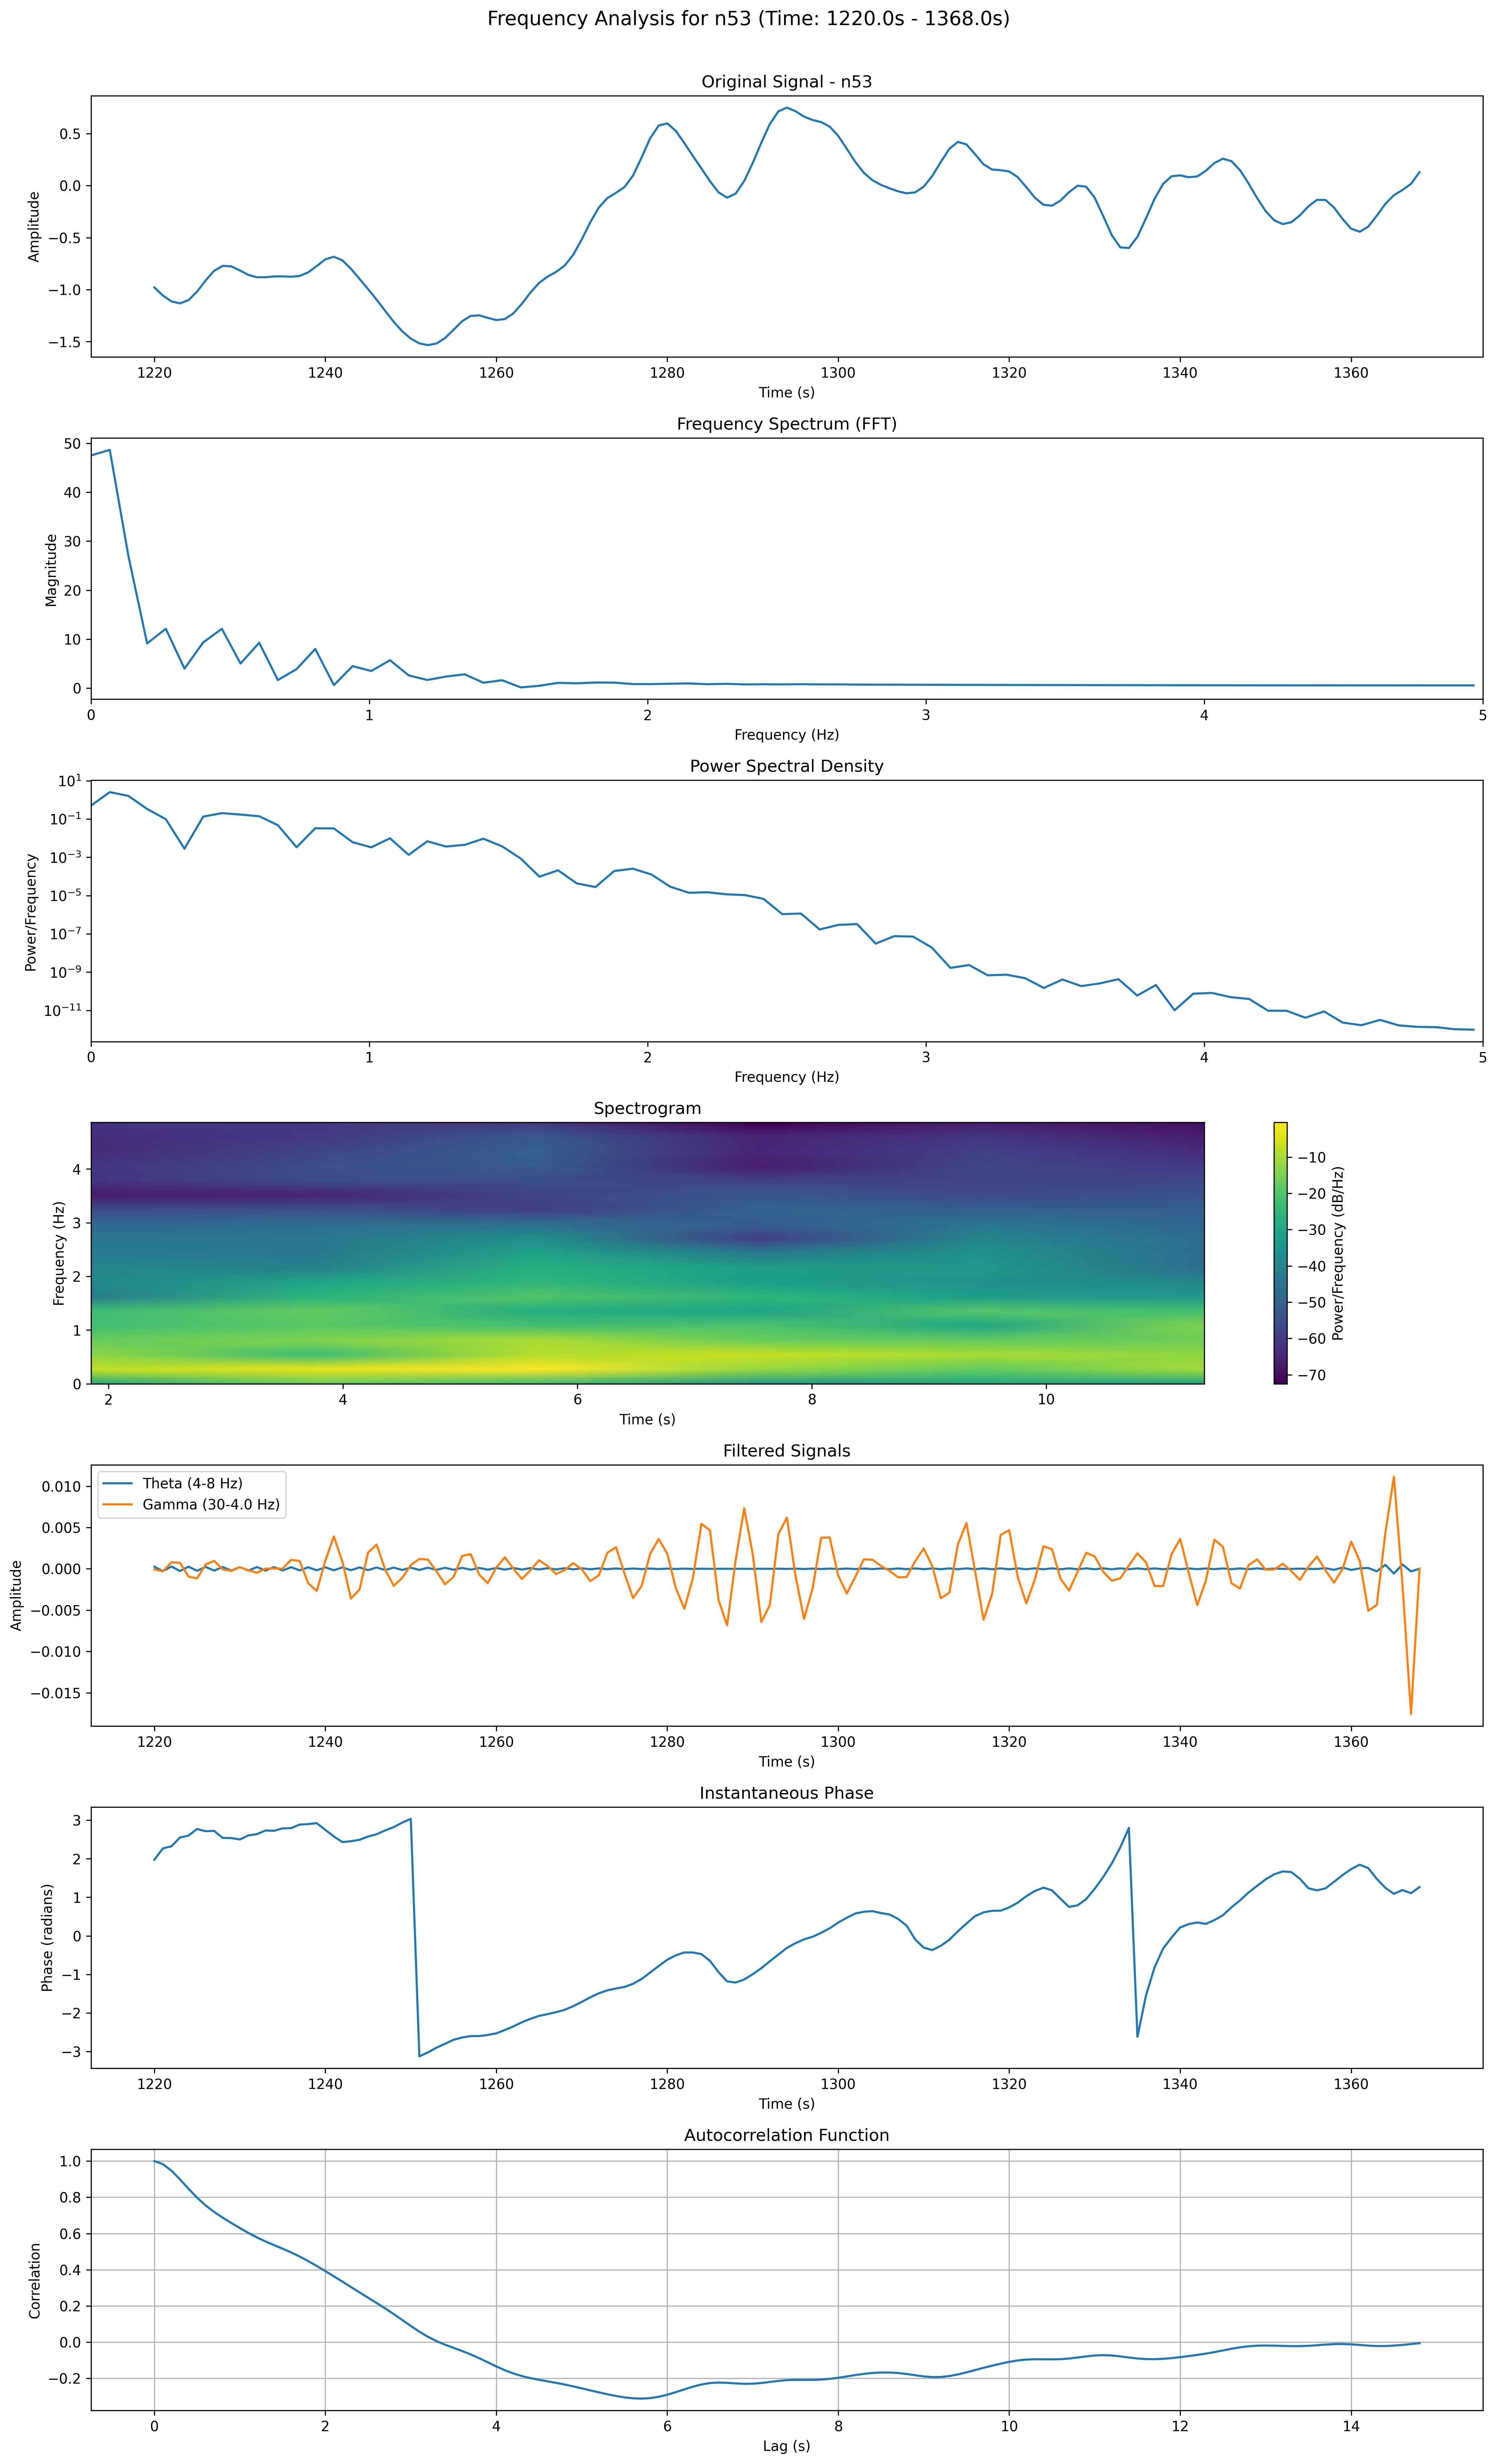 Frequency Analysis for n53 (Time: 1220.0s - 1368.0s)
Original Signal - n53
Amplitude
0.5
0.0
−0.5
−1.0
−1.5
1220 1240 1260 1280 1300 1320 1340 1360
Time (s)
Frequency Spectrum (FFT)
Magnitude
50
40
30
20
10
0
0 1 2 3 4 5
Frequency (Hz)
Power Spectral Density
Power/Frequency
10¹
10⁻¹
10⁻³
10⁻⁵
10⁻⁷
10⁻⁹
10⁻¹¹
0 1 2 3 4 5
Frequency (Hz)
Spectrogram
Frequency (Hz)
4
3
2
1
0
2 4 6 8 10
Time (s)
−10
−20
−30
−40
−50
−60
−70
Power/Frequency (dB/Hz)
Filtered Signals
Theta (4-8 Hz)
Gamma (30-4.0 Hz)
Amplitude
0.010
0.005
0.000
−0.005
−0.010
−0.015
1220 1240 1260 1280 1300 1320 1340 1360
Time (s)
Instantaneous Phase
Phase (radians)
3
2
1
0
−1
−2
−3
1220 1240 1260 1280 1300 1320 1340 1360
Time (s)
Autocorrelation Function
Correlation
1.0
0.8
0.6
0.4
0.2
0.0
−0.2
0 2 4 6 8 10 12 14
Lag (s)